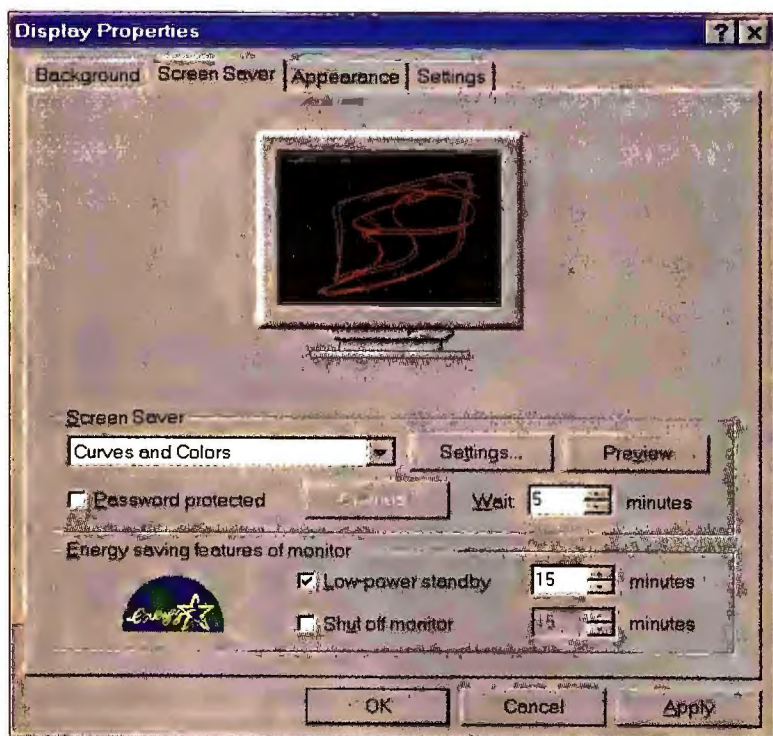 Display Properties
Background Screen Saver Appearance Settings
Screen Saver
Curves and Colors Settings... Preview
Password protected Wait: 5 minutes
Energy saving features of monitor
Energy Low-power standby 15 minutes
Shut off monitor minutes
OK Cancel Apply